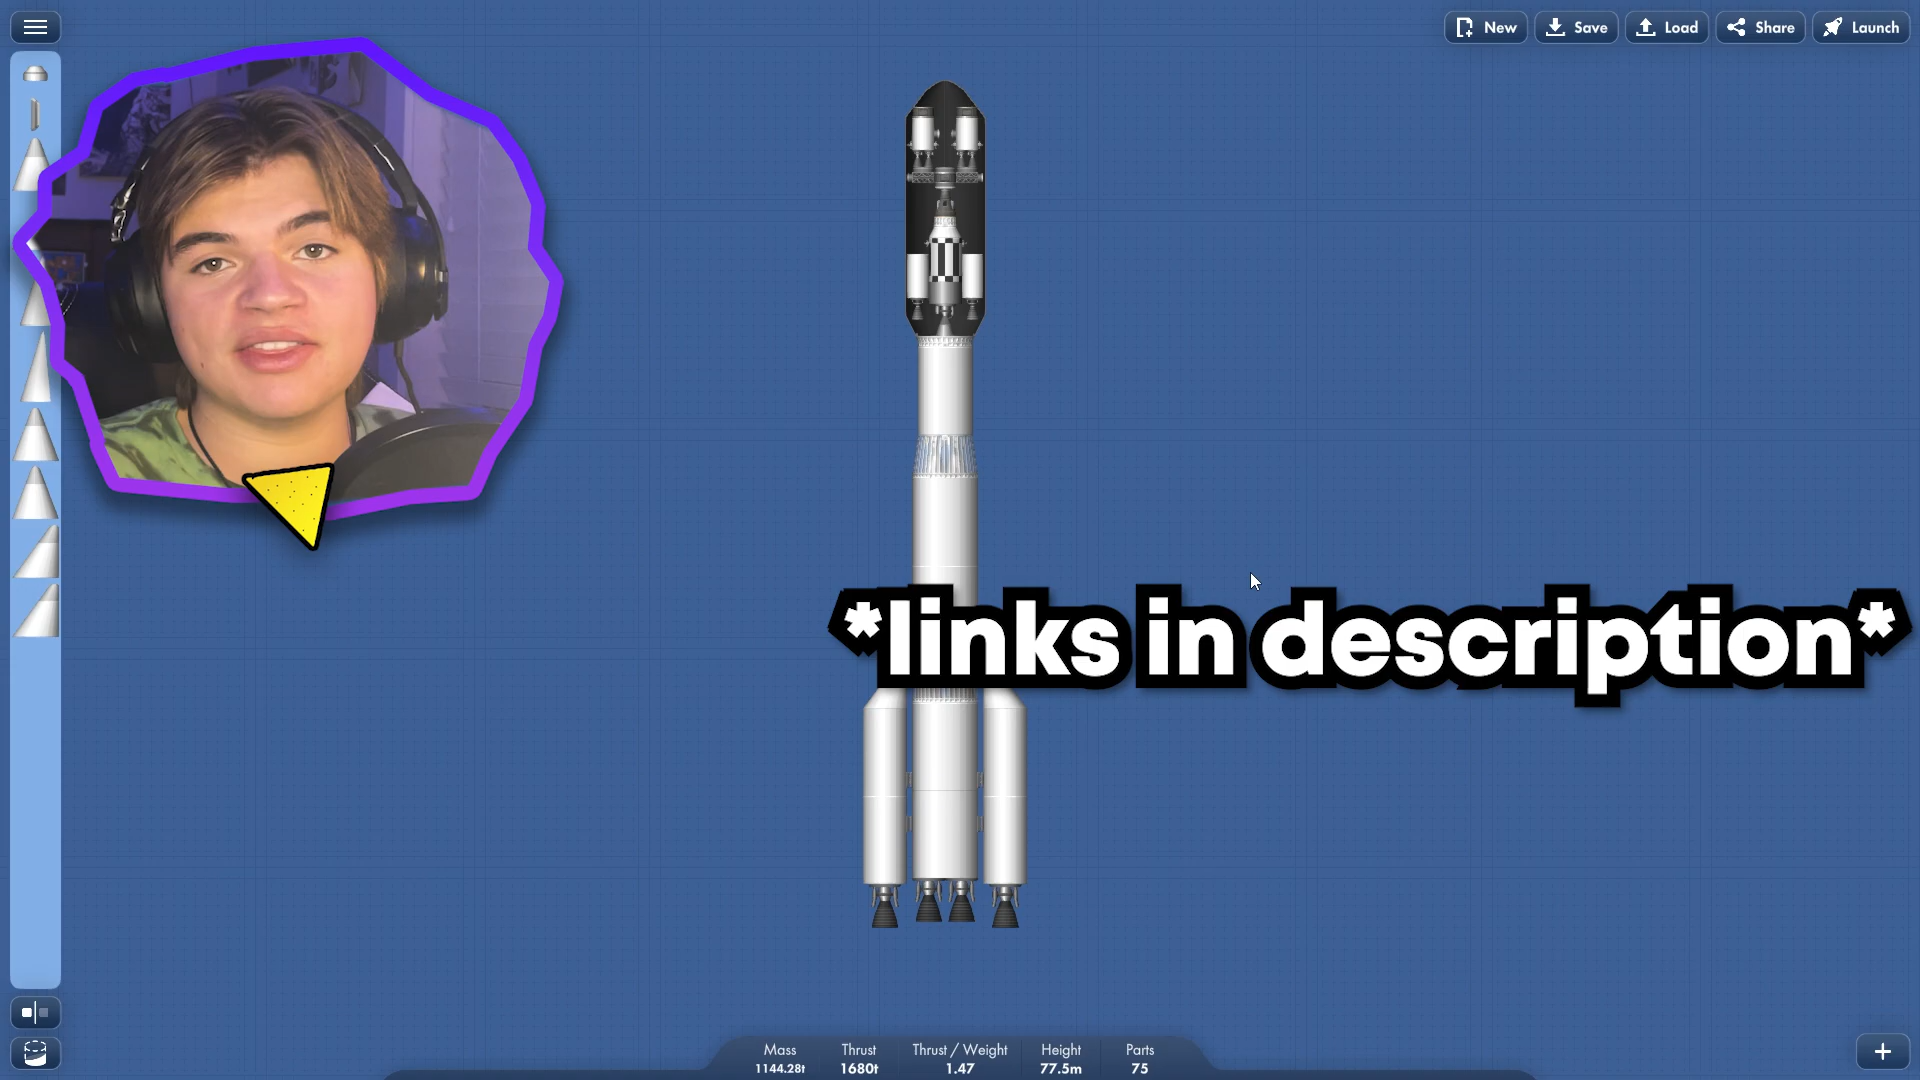 New
Save
Load
Share
Launch
*links in description*
Mass
Thrust
Thrust / Weight
Height
Parts
1144.28t
1680t
1.47
77.5m
75